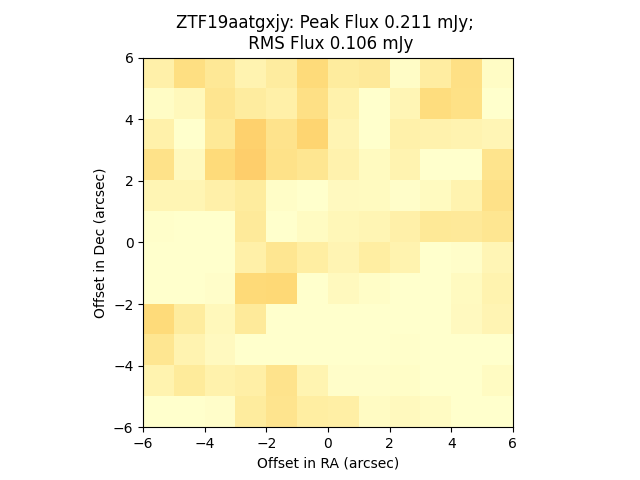 ZTF19aatgxjy: Peak Flux 0.211 mJy;
RMS Flux 0.106 mJy
6
4
2
0
−2
−4
−6
Offset in Dec (arcsec)
−6 −4 −2 0 2 4 6
Offset in RA (arcsec)